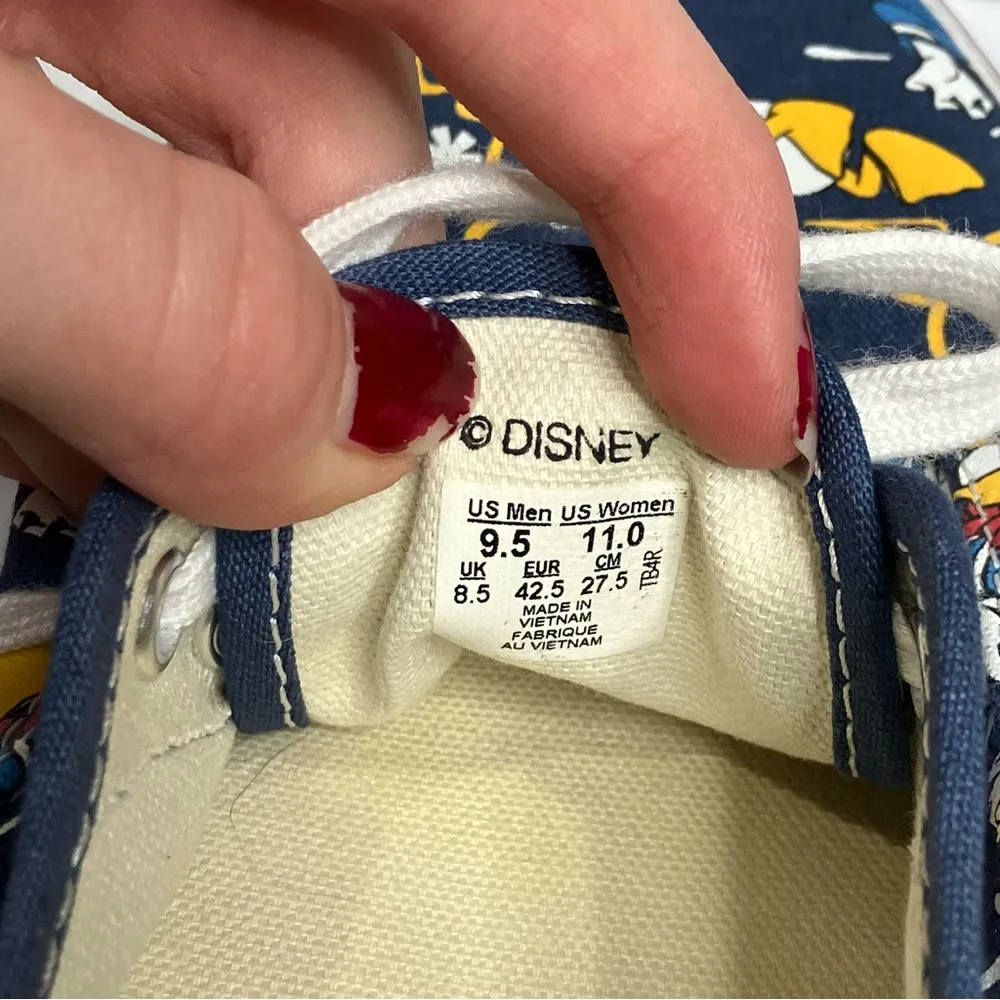 © DISNEY
US Men US Women
9.5 11.0
UK EUR CM
8.5 42.5 27.5
TB4R
MADE IN
VIETNAM
FABRIQUE
AU VIETNAM